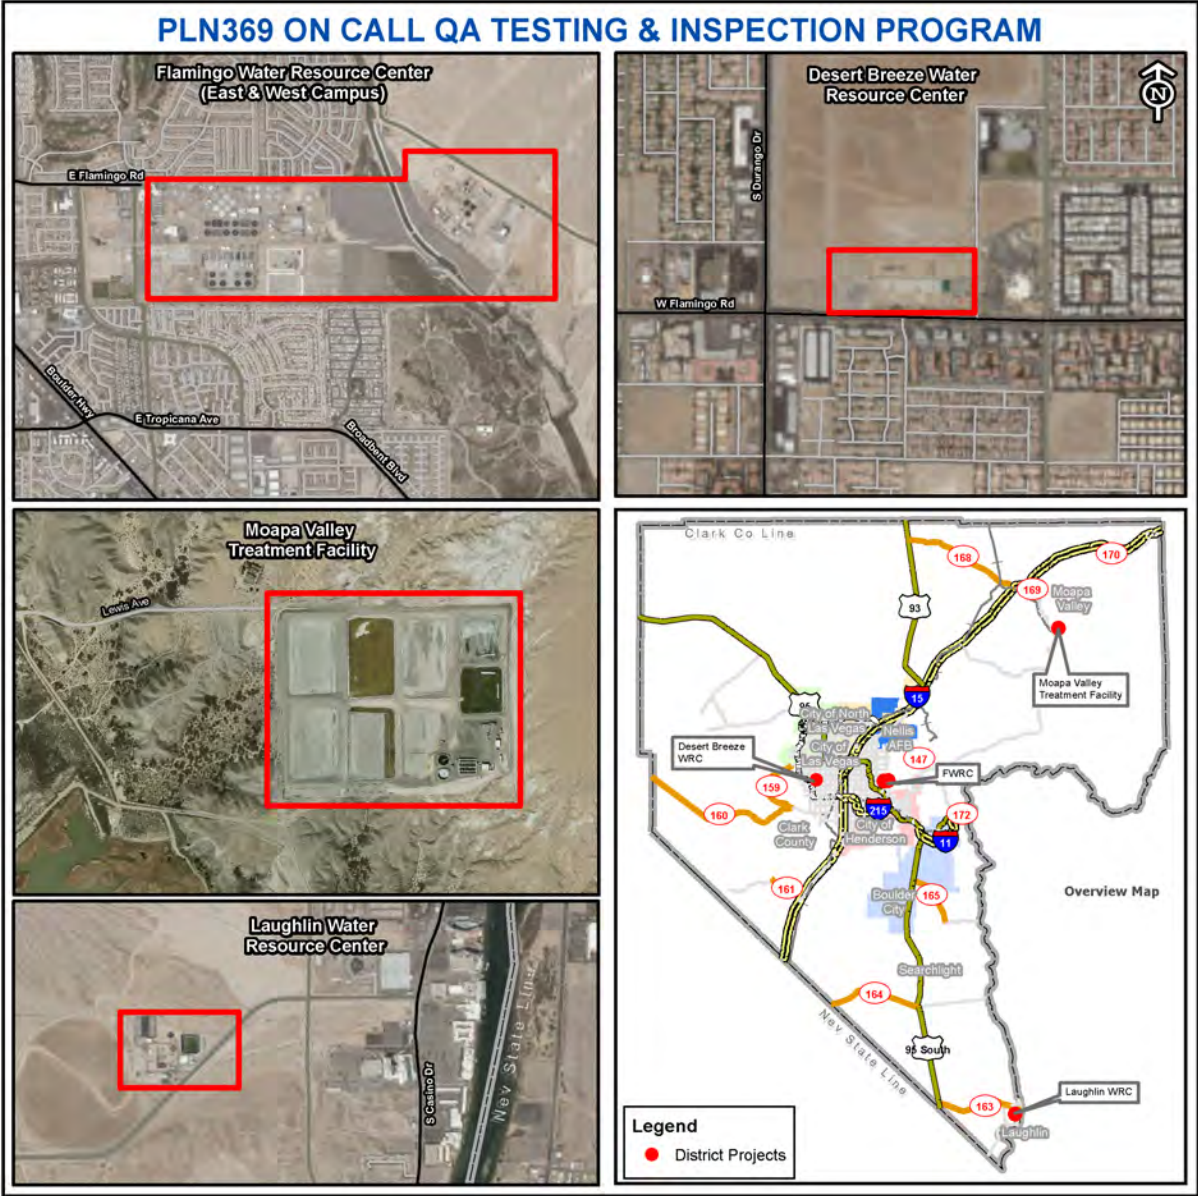 PLN369 ON CALL QA TESTING & INSPECTION PROGRAM
Flamingo Water Resource Center
(East & West Campus)
E Flamingo Rd
Boulder Hwy
E Tropicana Ave
Broadbent Blvd
Desert Breeze Water
Resource Center
N
S Durango Dr
W Flamingo Rd
Moapa Valley
Treatment Facility
Lewis Ave
Laughlin Water
Resource Center
S Casino Dr
Nev State Line
Clark Co Line
168
170
93
169
Moapa
Valley
Moapa Valley
Treatment Facility
15
95
City of North
Las Vegas
Nellis
AFB
City of
Las Vegas
147
Desert Breeze
WRC
FWRC
159
160
215
172
Clark
County
City of
Henderson
11
161
Boulder
City
165
Overview Map
Searchlight
164
Nev State Line
95 South
163
Laughlin WRC
Laughlin
Legend
District Projects